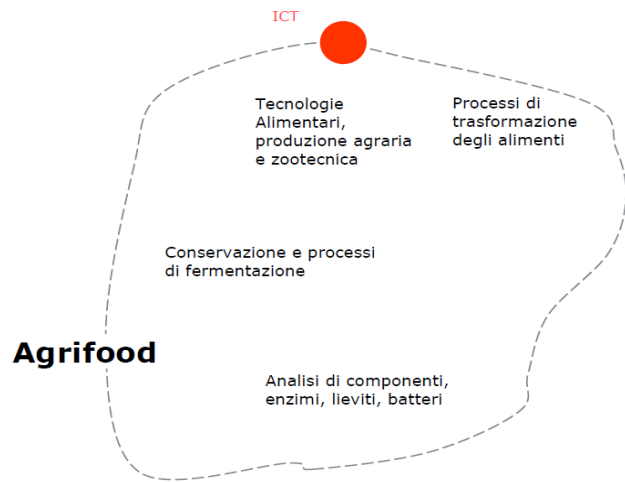 ICT
Tecnologie
Alimentari,
produzione agraria
e zootecnica
Processi di
trasformazione
degli alimenti
Conservazione e processi
di fermentazione
Agrifood
Analisi di componenti,
enzimi, lieviti, batteri